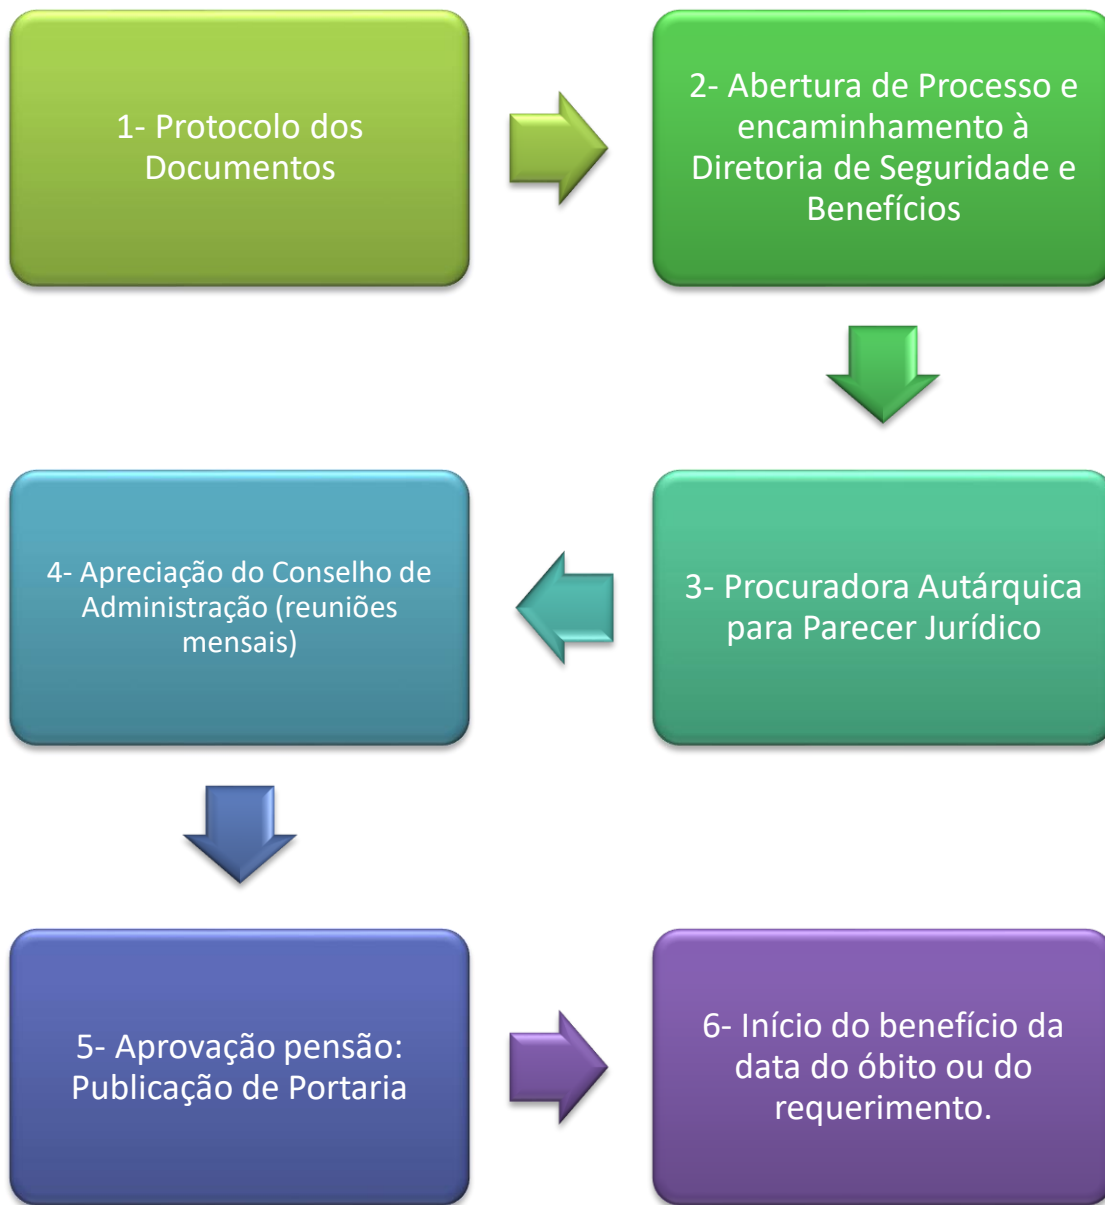 1- Protocolo dos
Documentos
2- Abertura de Processo e
encaminhamento à
Diretoria de Seguridade e
Benefícios
3- Procuradora Autárquica
para Parecer Jurídico
4- Apreciação do Conselho de
Administração (reuniões
mensais)
5- Aprovação pensão:
Publicação de Portaria
6- Início do benefício da
data do óbito ou do
requerimento.